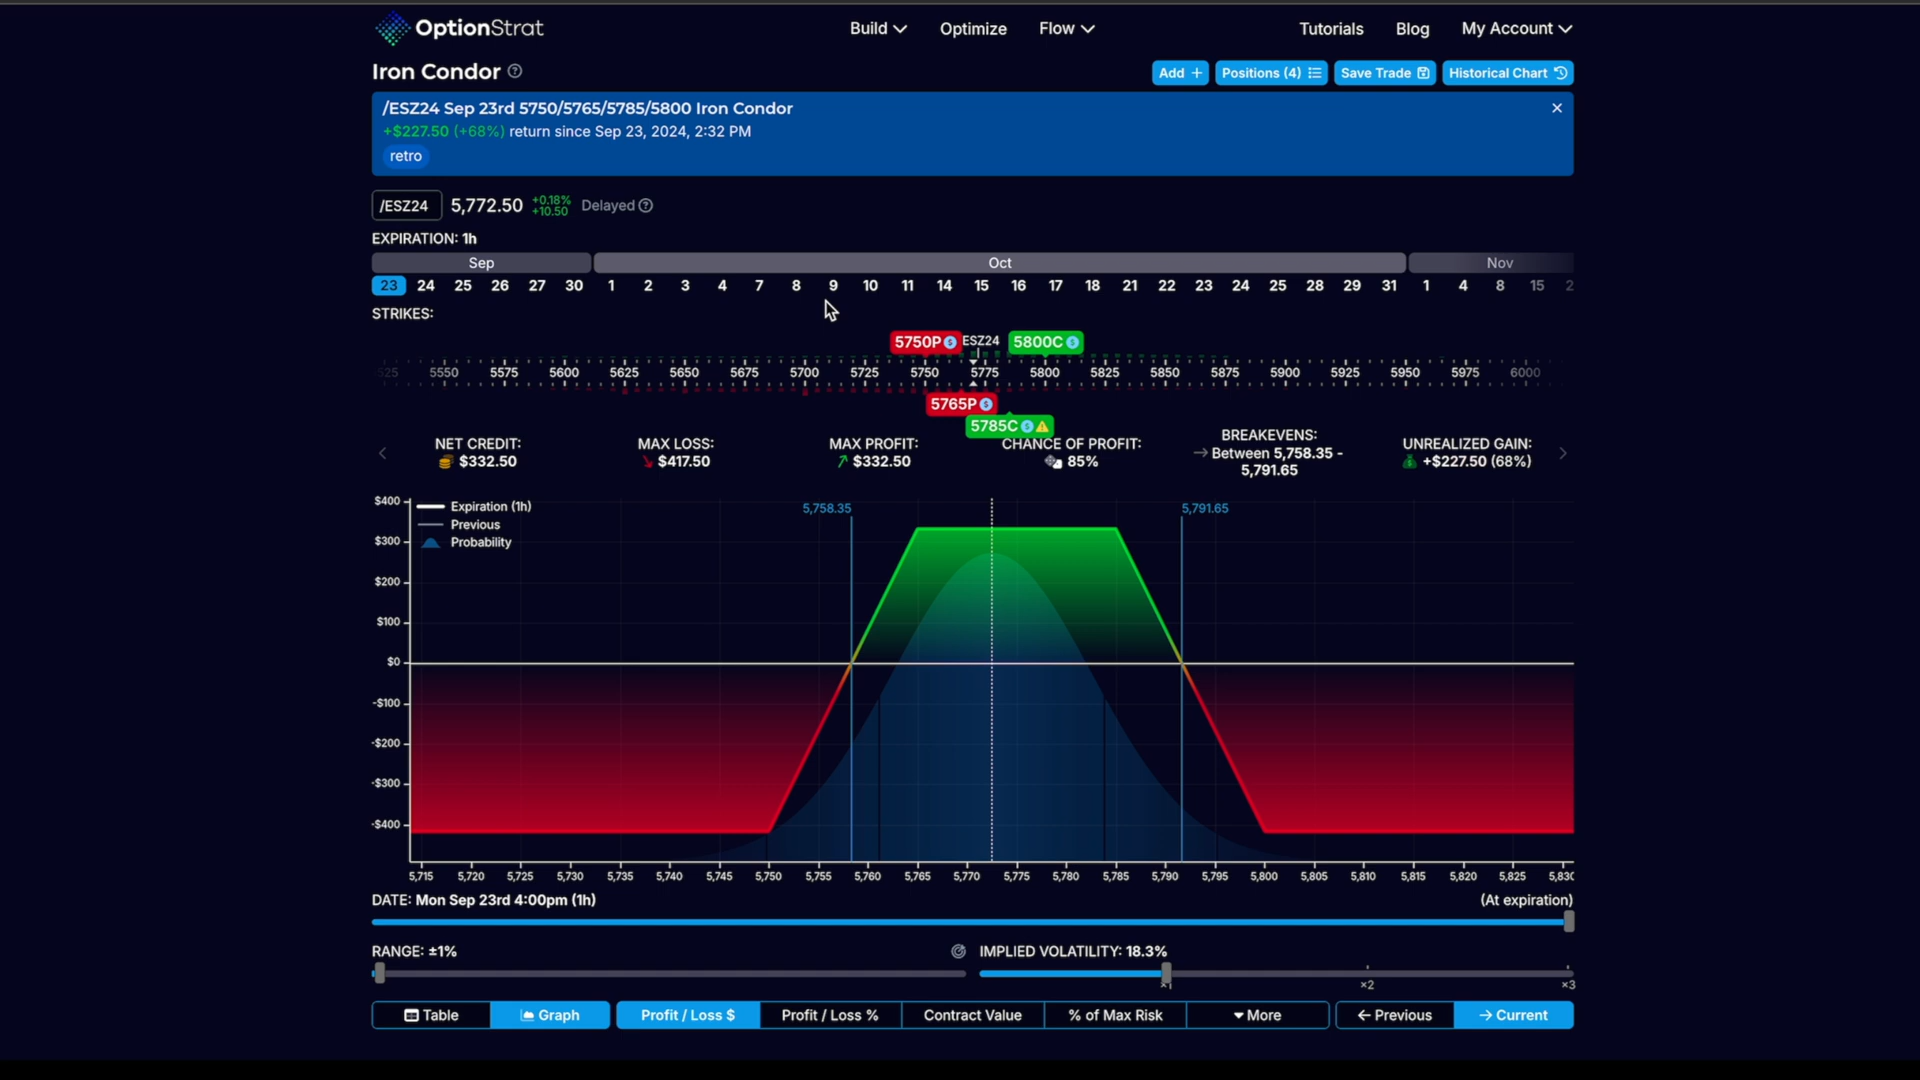 OptionStrat
Build Optimize Flow Tutorials Blog My Account
Iron Condor
Add + Positions (4) Save Trade Historical Chart
/ESZ24 Sep 23rd 5750/5765/5785/5800 Iron Condor
+$227.50 (+68%) return since Sep 23, 2024, 2:32 PM
retro
/ESZ24 5,772.50 +0.18% Delayed
+10.50
EXPIRATION: 1h
Sep Oct Nov
23 24 25 26 27 30 1 2 3 4 7 8 9 10 11 14 15 16 17 18 21 22 23 24 25 28 29 31 1 4 8 15 2
STRIKES:
5750P ESZ24 5800C
525 5550 5575 5600 5625 5650 5675 5700 5725 5750 5775 5800 5825 5850 5875 5900 5925 5950 5975 6000
5765P
5785C
NET CREDIT: MAX LOSS: MAX PROFIT: CHANCE OF PROFIT: BREAKEVENS: UNREALIZED GAIN:
$332.50 $417.50 $332.50 85% Between 5,758.35 - +$227.50 (68%)
5,791.65
$400
Expiration (1h)
Previous
Probability
5,758.35 5,791.65
$300
$200
$100
$0
-$100
-$200
-$300
-$400
5,715 5,720 5,725 5,730 5,735 5,740 5,745 5,750 5,755 5,760 5,765 5,770 5,775 5,780 5,785 5,790 5,795 5,800 5,805 5,810 5,815 5,820 5,825 5,830
DATE: Mon Sep 23rd 4:00pm (1h) (At expiration)
RANGE: ±1% IMPLIED VOLATILITY: 18.3%
x1 x2 x3
Table Graph Profit / Loss $ Profit / Loss % Contract Value % of Max Risk More Previous Current